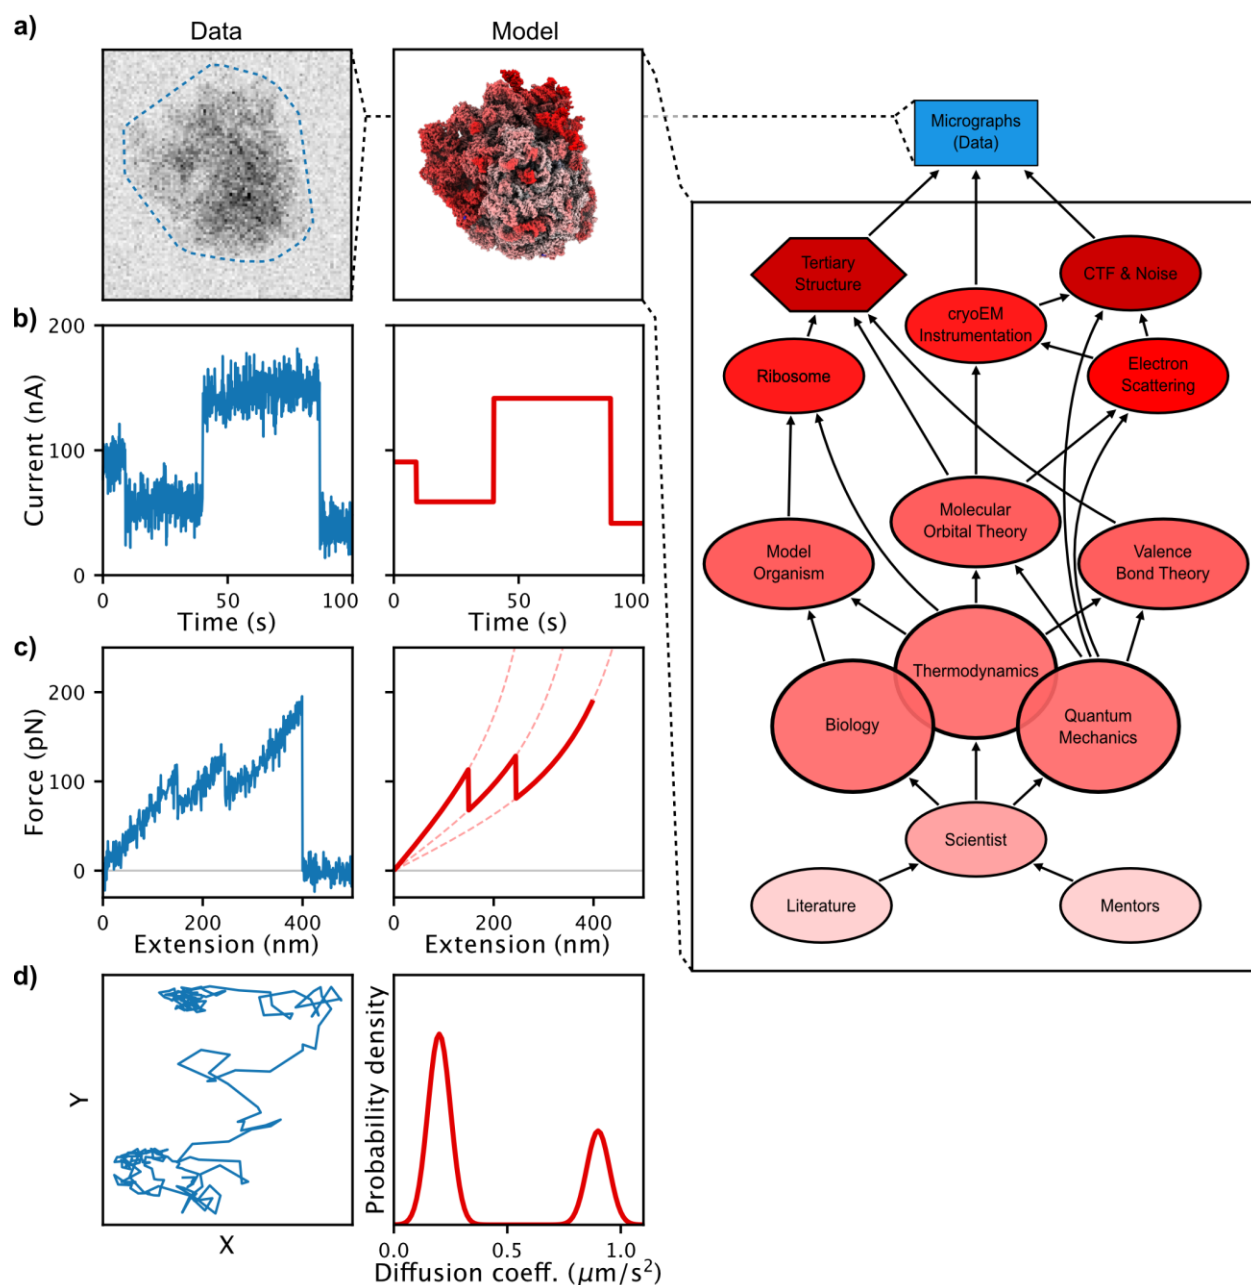 a)
Data
Model
Micrographs
(Data)
Tertiary
Structure
CTF & Noise
cryoEM
Instrumentation
Ribosome
Electron
Scattering
Molecular
Orbital Theory
Model
Organism
Valence
Bond Theory
Thermodynamics
Biology
Quantum
Mechanics
Scientist
Literature
Mentors
b)
200
100
0
Current (nA)
0
50
100
Time (s)
0
50
100
Time (s)
c)
200
100
0
Force (pN)
0
200
400
Extension (nm)
0
200
400
Extension (nm)
d)
Y
X
Probability density
0.0
0.5
1.0
Diffusion coeff. (μm/s²)